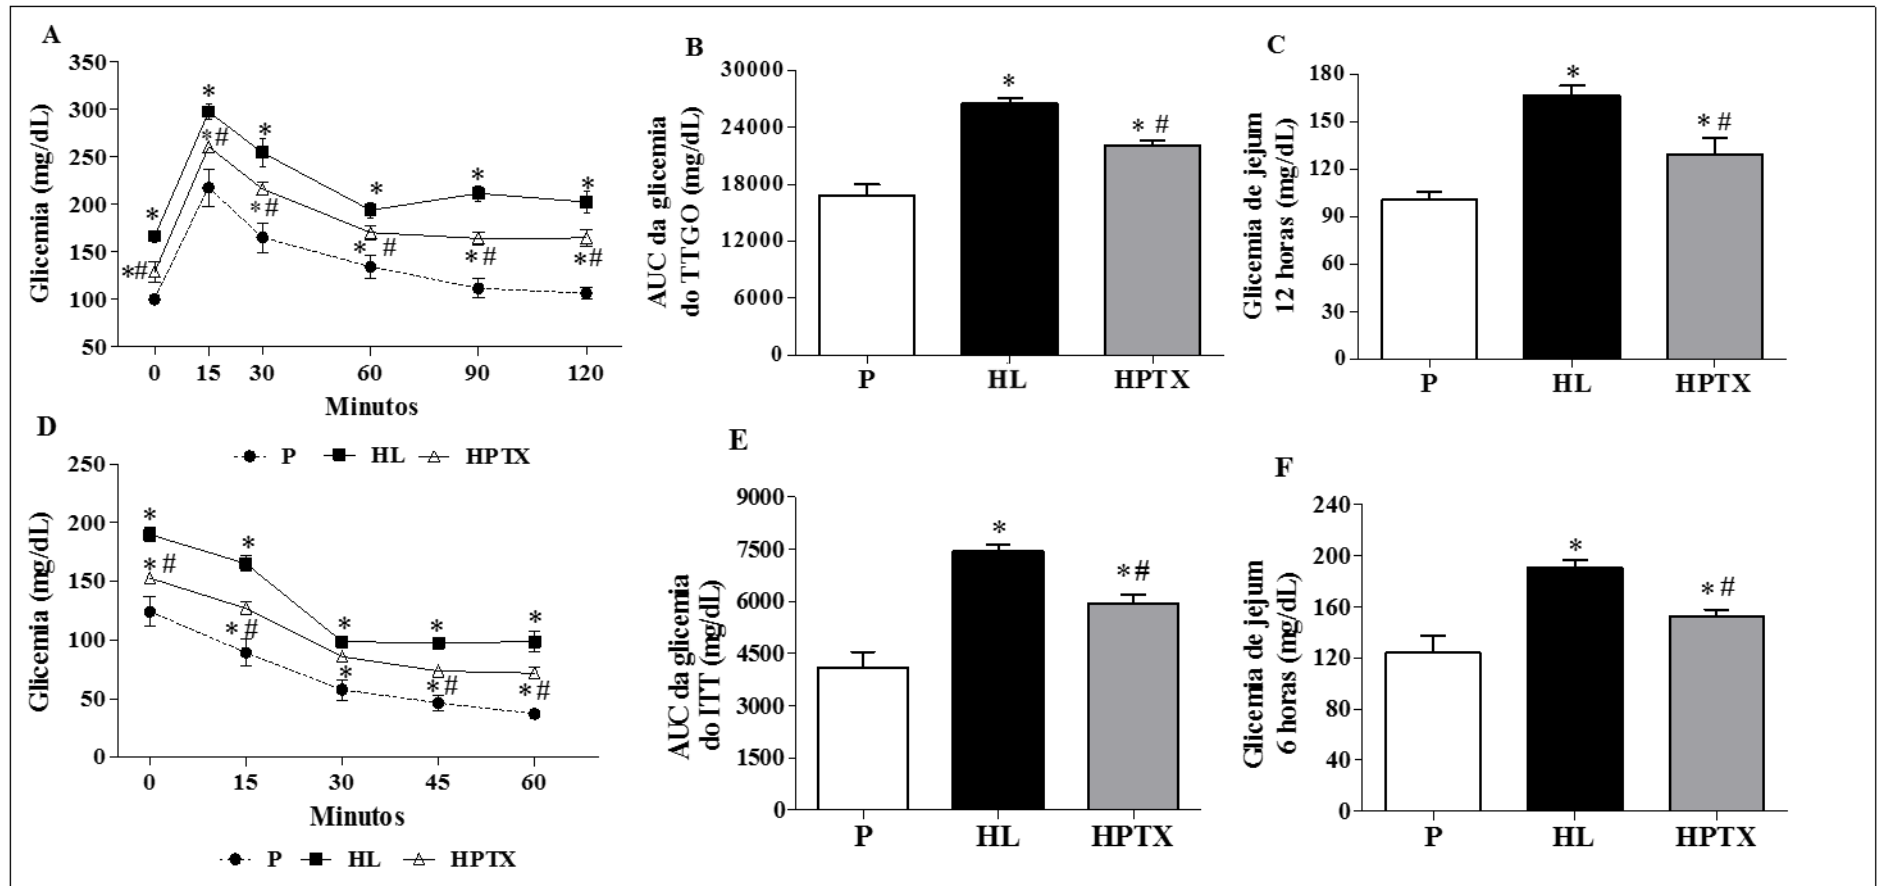 A
Glicemia (mg/dL)
350
300
250
200
150
100
50
*
*
*
*
*
*
*#
*#
*#
* #
*#
*#
0 15 30 60 90 120
Minutos
P HL HPTX
B
AUC da glicemia
do TTGO (mg/dL)
30000
24000
18000
12000
6000
0
*
* #
P HL HPTX
C
Glicemia de jejum
12 horas (mg/dL)
180
150
120
90
60
30
0
*
* #
P HL HPTX
D
Glicemia (mg/dL)
250
200
150
100
50
0
*
*
*
*
*
* #
* #
*
*#
*#
0 15 30 45 60
Minutos
P HL HPTX
E
AUC da glicemia
do ITT (mg/dL)
9000
7500
6000
4500
3000
1500
0
*
*#
P HL HPTX
F
Glicemia de jejum
6 horas (mg/dL)
240
200
160
120
80
40
0
*
* #
P HL HPTX